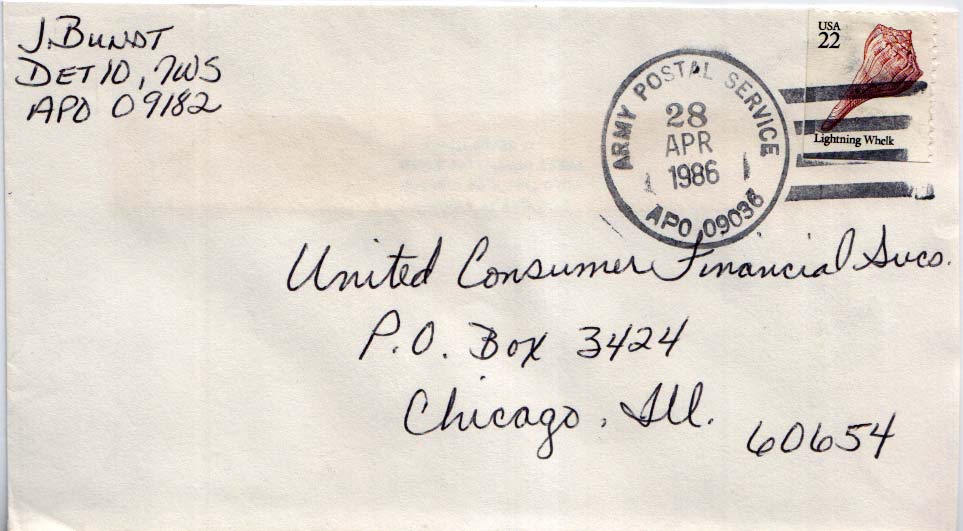 J. BUNDT
DET 10, 7WS
APO 09182
USA
22
Lightning Whelk
ARMY POSTAL SERVICE
28
APR
1986
APO 09036
United Consumer Financial Svcs.
P.O. Box 3424
Chicago, Ill. 60654